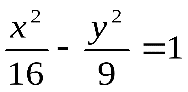 x²/16 - y²/9 = 1